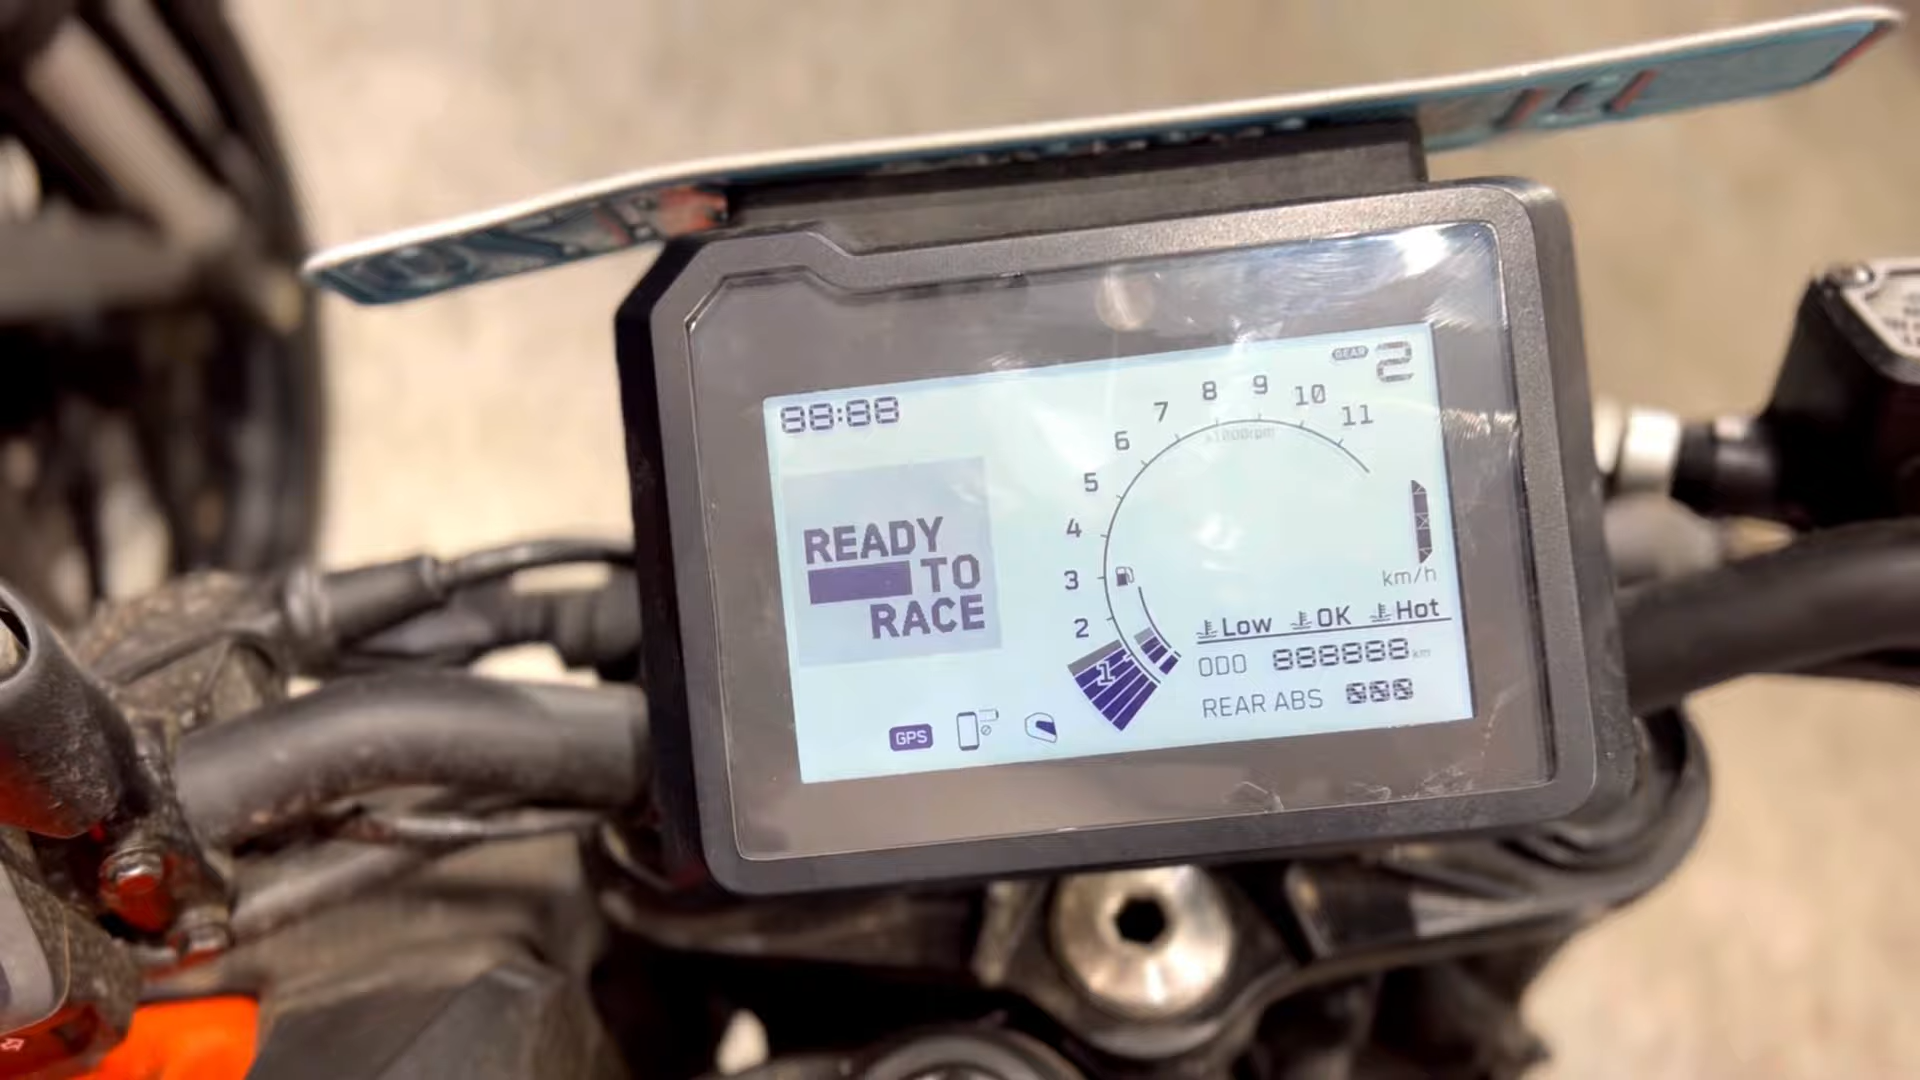 GEAR 2
88:88
8 9 10
7 11
6
x1000rpm
5
4
3
2
1
READY
TO
RACE
km/h
Low OK Hot
ODO 888888 km
REAR ABS
GPS